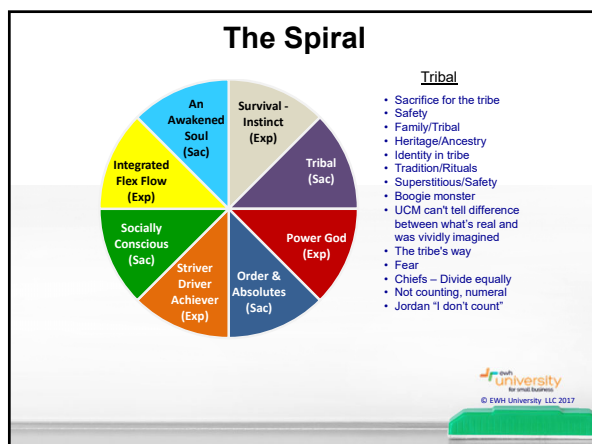 The Spiral
An
Awakened
Soul
(Sac)
Survival -
Instinct
(Exp)
Tribal
(Sac)
Power God
(Exp)
Order &
Absolutes
(Sac)
Striver
Driver
Achiever
(Exp)
Socially
Conscious
(Sac)
Integrated
Flex Flow
(Exp)
Tribal
• Sacrifice for the tribe
• Safety
• Family/Tribal
• Heritage/Ancestry
• Identity in tribe
• Tradition/Rituals
• Superstitious/Safety
• Boogie monster
• UCM can't tell difference
between what's real and
was vividly imagined
• The tribe's way
• Fear
• Chiefs – Divide equally
• Not counting, numeral
• Jordan “I don't count”
ewh
university
for small business
© EWH University LLC 2017